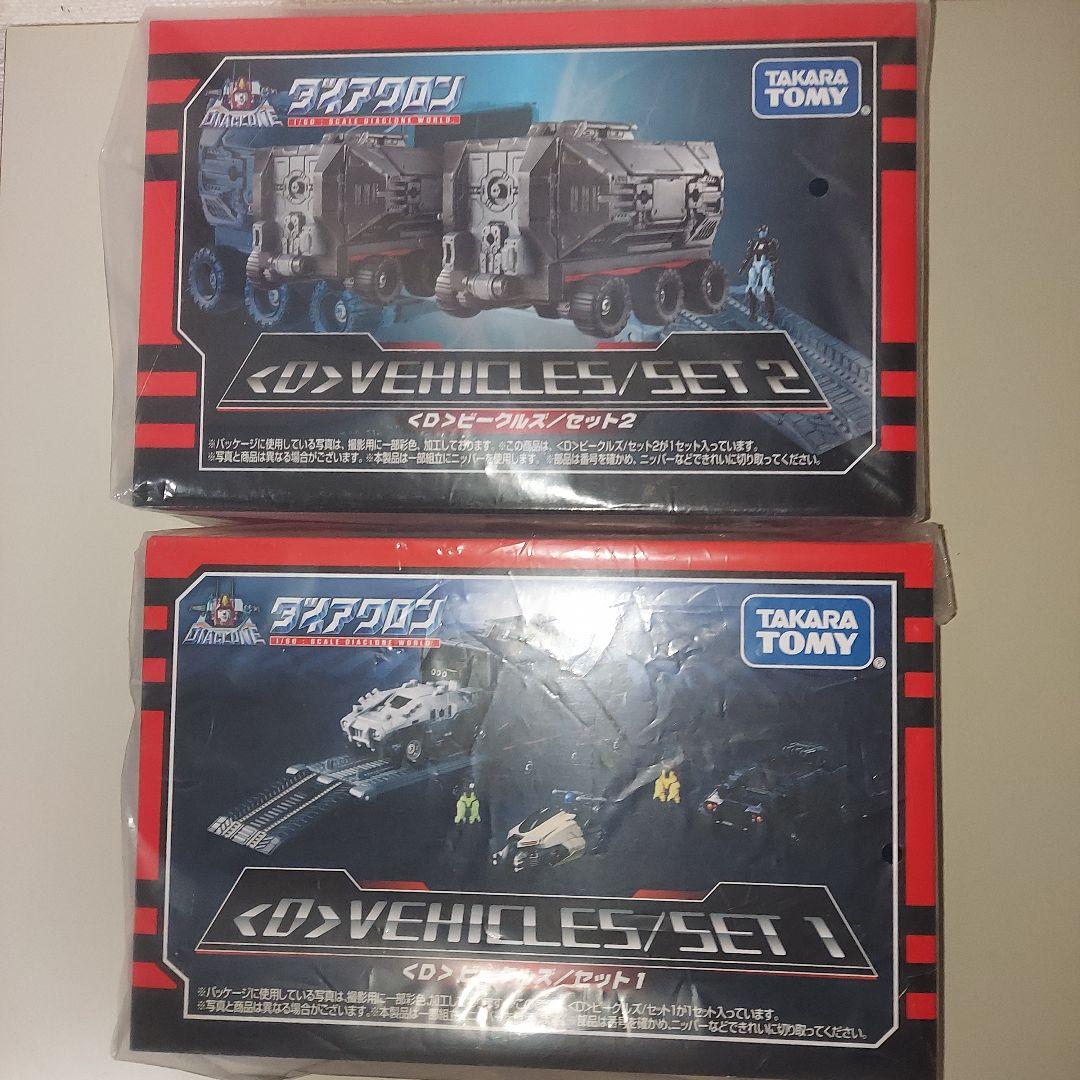 DIACLONE
ダイアクロン
1/60 : SCALE DIACLONE WORLD.
TAKARA
TOMY
®
<D>VEHICLES/SET 2
<D>ビークルズ/セット2
※パッケージに使用している写真は、撮影用に一部彩色、加工しております。※この商品は、<D>ビークルズ/セット2が1セット入っています。
※写真と商品は異なる場合がございます。※本製品は一部組立にニッパーを使用します。※部品は番号を確かめ、ニッパーなどできれいに切り取ってください。
DIACLONE
ダイアクロン
1/60 : SCALE DIACLONE WORLD.
TAKARA
TOMY
®
<D>VEHICLES/SET 1
<D>ビークルズ/セット1
※パッケージに使用している写真は、撮影用に一部彩色、加工し <D>ビークルズ/セット1が1セット入っています。
※写真と商品は異なる場合がございます。※本製品は一部組 部品は番号を確かめ、ニッパーなどできれいに切り取ってください。